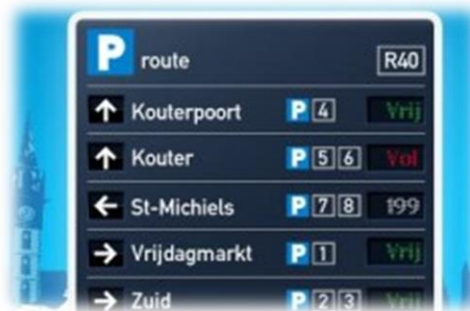 P route R40
↑ Kouterpoort P 4 Vrij
↑ Kouter P 5 6 Vol
← St-Michiels P 7 8 199
→ Vrijdagmarkt P 1 Vrij
→ Zuid P 2 3 Vrij